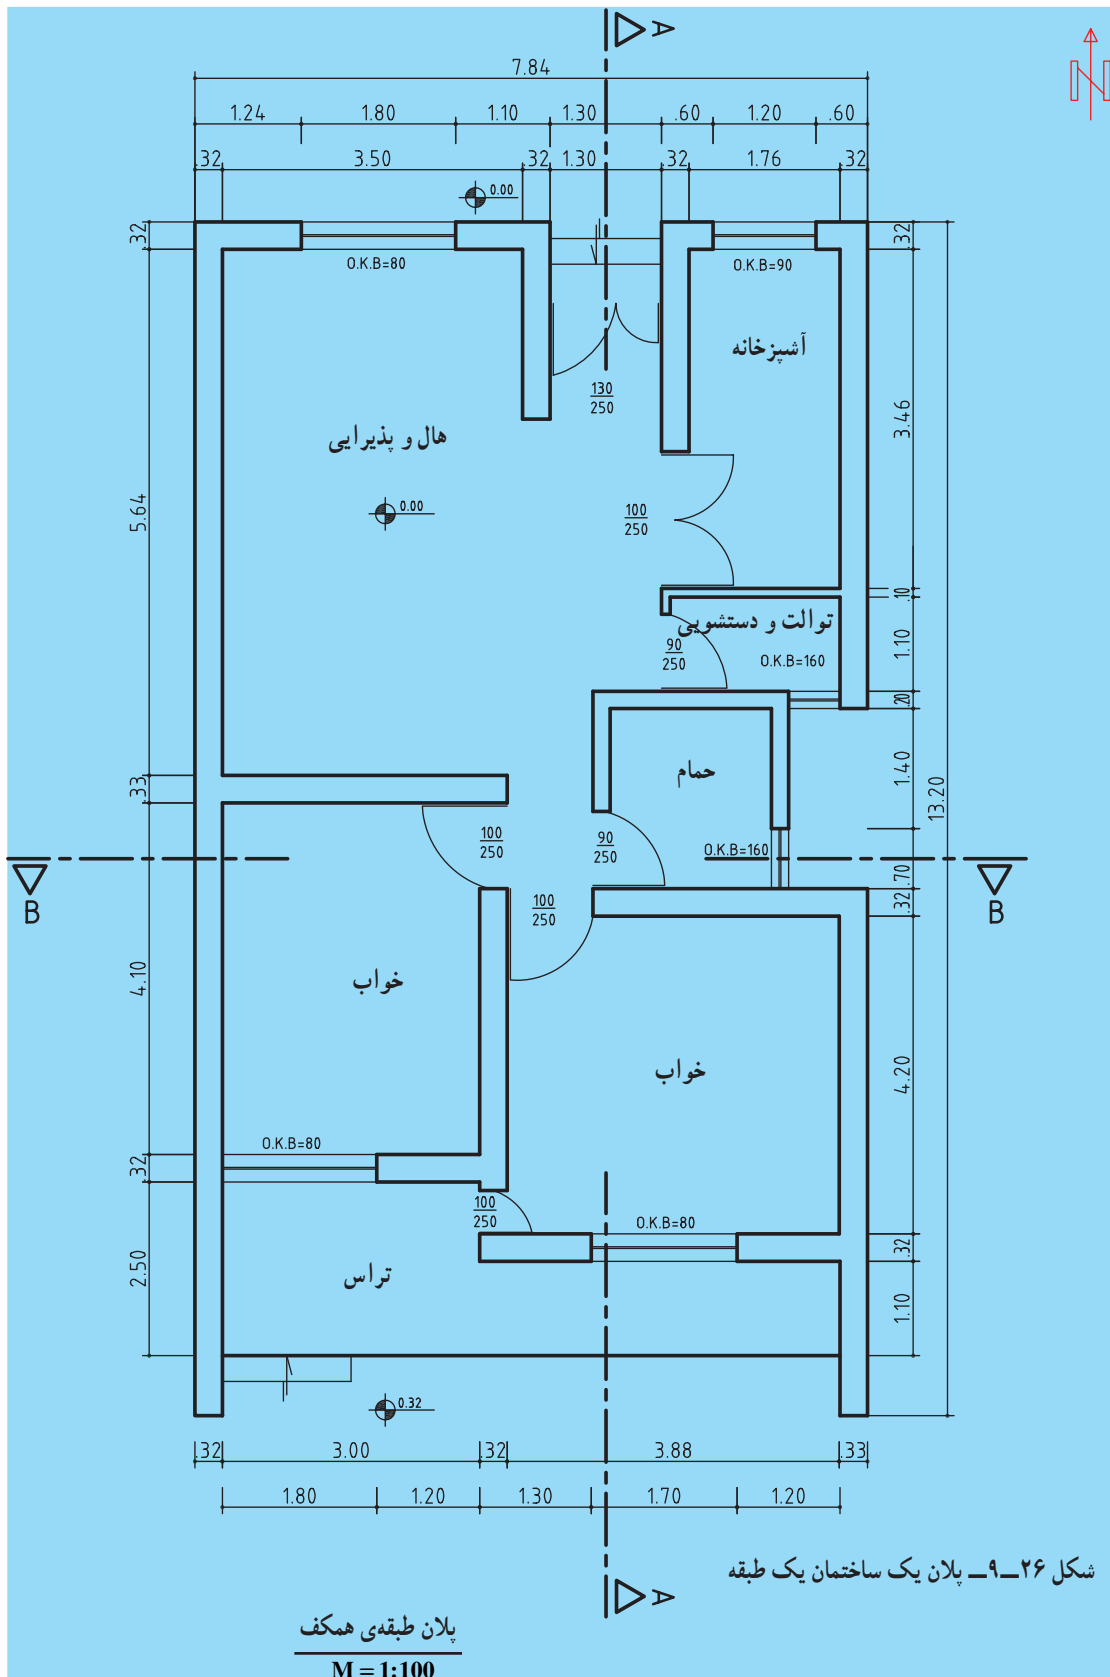 A
7.84
1.24 1.80 1.10 1.30 .60 1.20 .60
.32 3.50 .32 1.30 .32 1.76 .32
0.00
.32
.32
O.K.B=80
O.K.B=90
آشپزخانه
130
250
3.46
هال و پذیرایی
5.64
0.00
100
250
.10
توالت و دستشویی
1.10
90
250
O.K.B=160
.20
حمام
1.40
.33
13.20
100
250
90
250
O.K.B=160
.70
B
B
.32
100
250
خواب
4.10
خواب
4.20
O.K.B=80
.32
100
250
O.K.B=80
.32
تراس
2.50
1.10
0.32
.32 3.00 .32 3.88 .33
1.80 1.20 1.30 1.70 1.20
شکل ۲۶ــ۹ــ پلان یک ساختمان یک طبقه
A
پلان طبقه‌ی همکف
M = 1:100